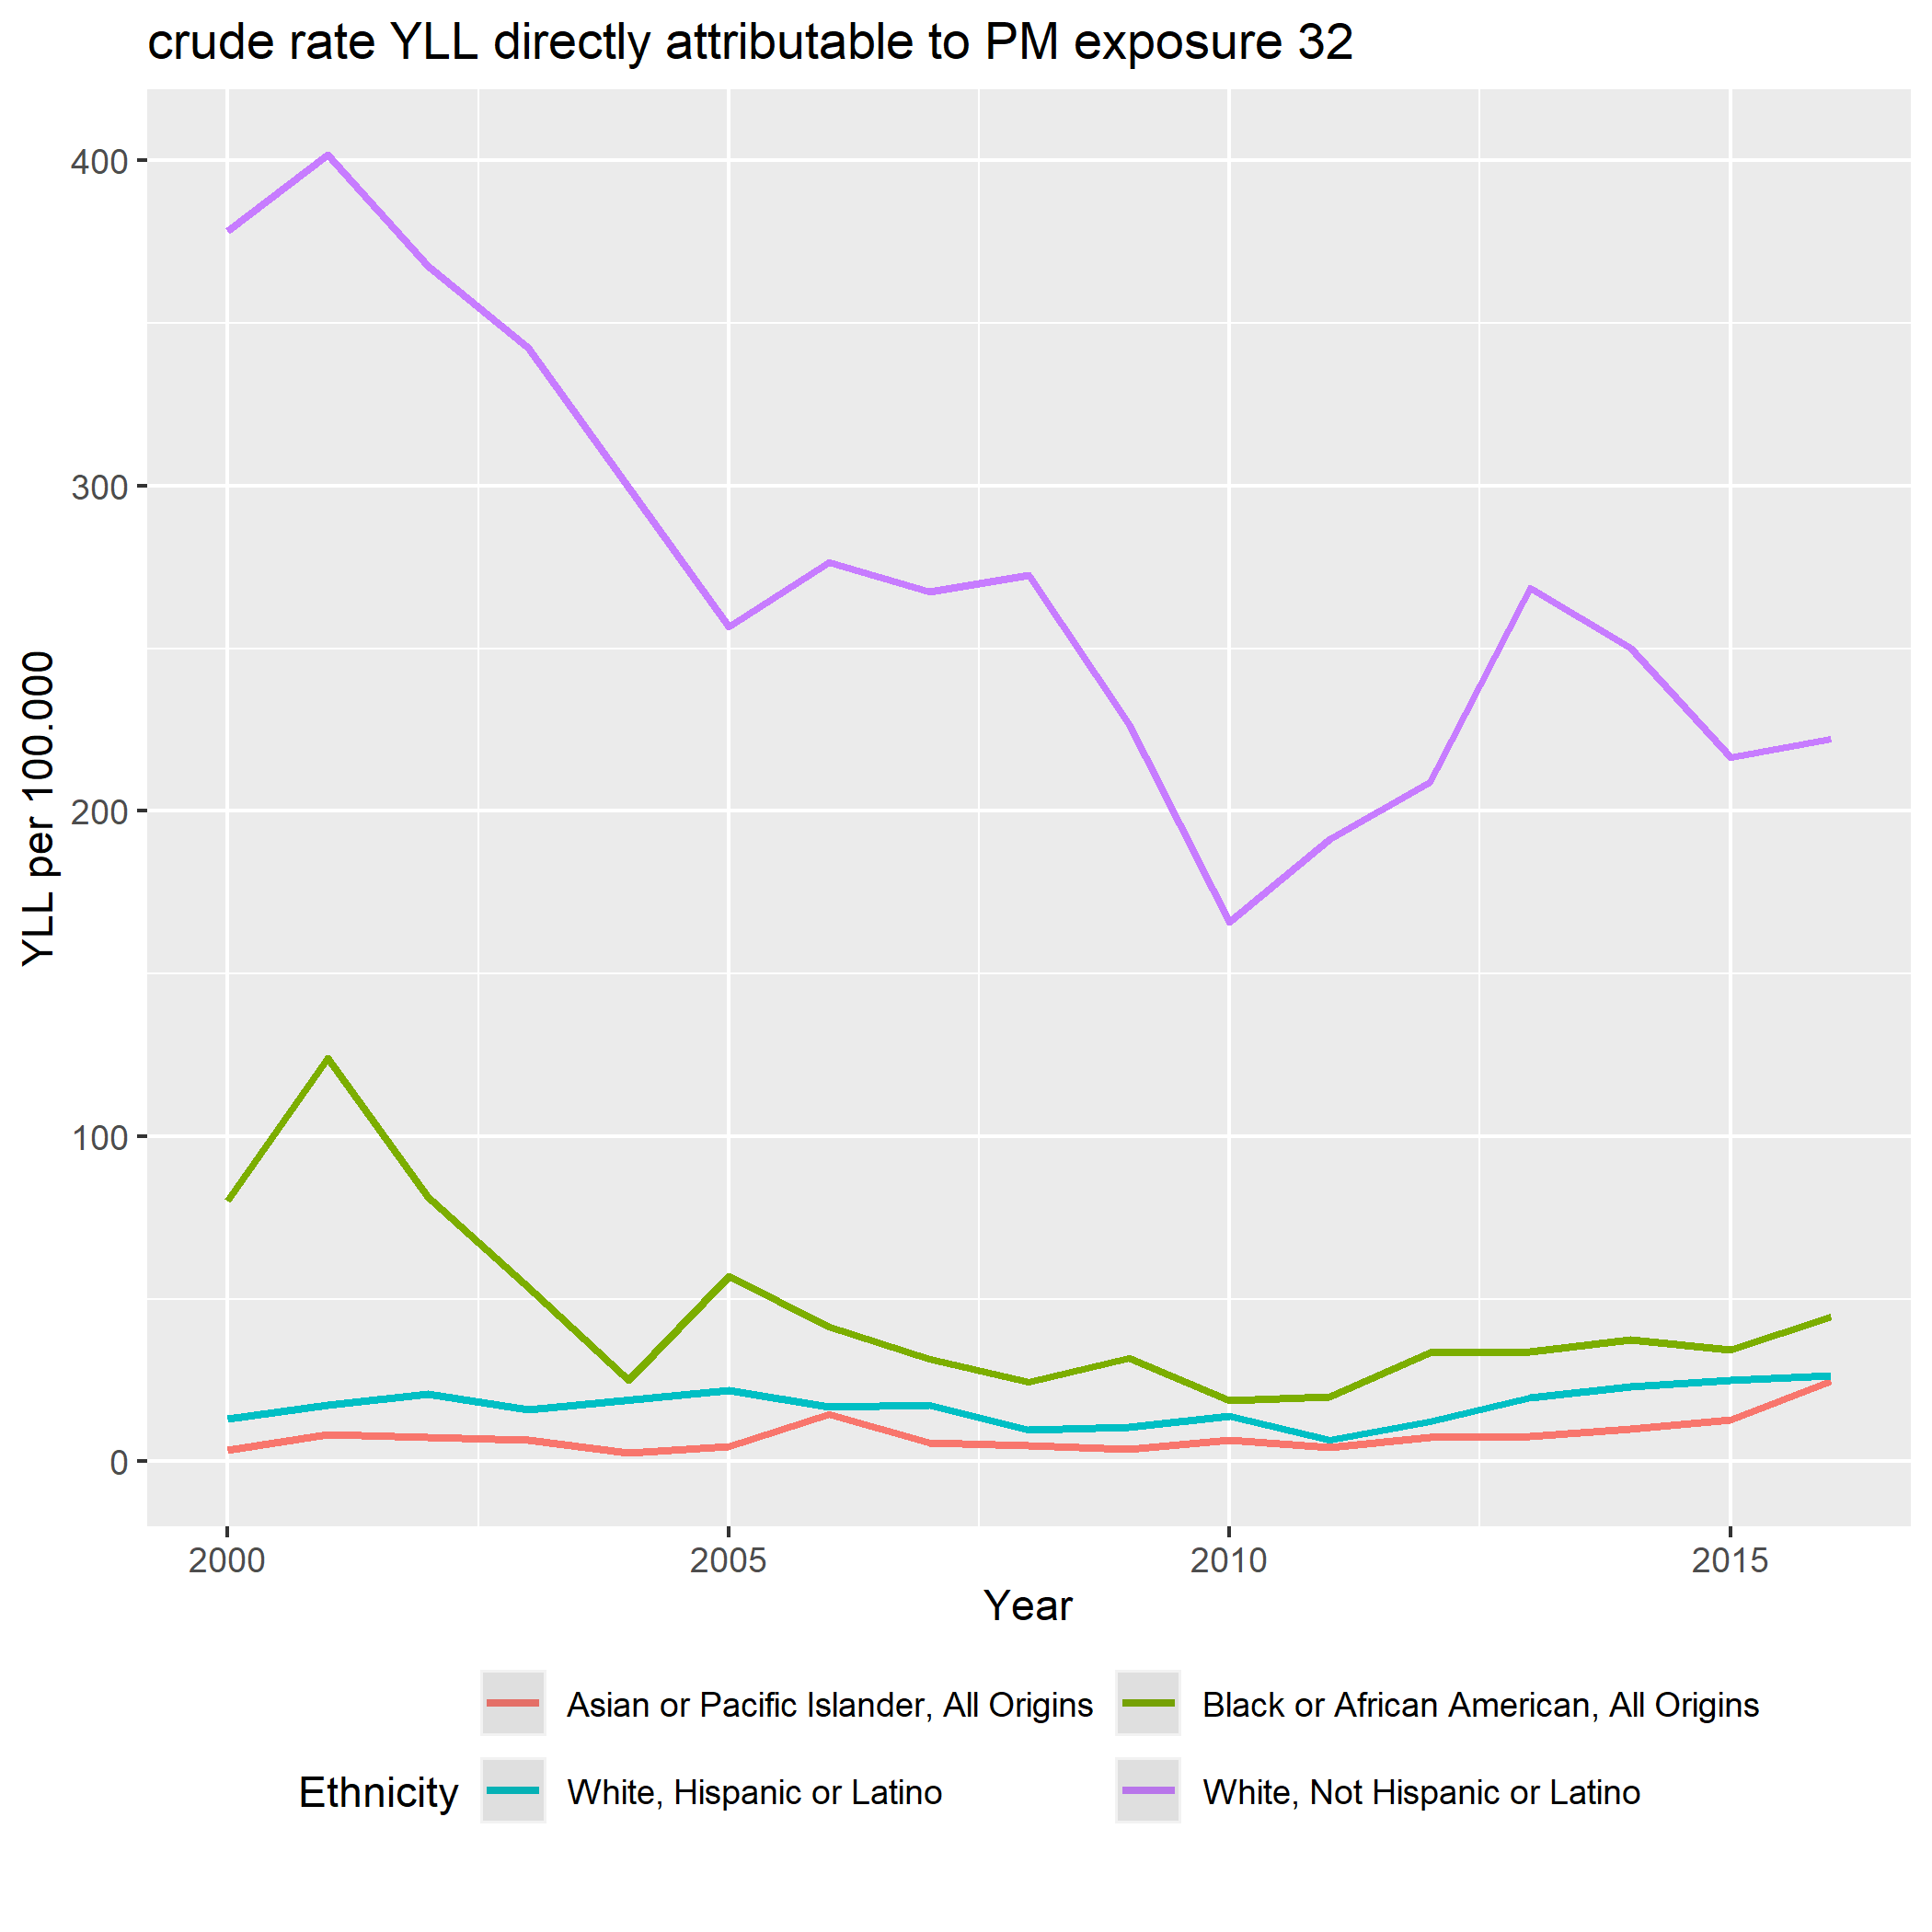 crude rate YLL directly attributable to PM exposure 32
YLL per 100.000
400
300
200
100
0
2000 2005 2010 2015
Year
Ethnicity
Asian or Pacific Islander, All Origins
Black or African American, All Origins
White, Hispanic or Latino
White, Not Hispanic or Latino